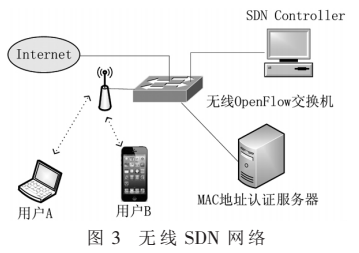 SDN Controller
Internet
无线OpenFlow交换机
MAC地址认证服务器
用户A
用户B
图 3 无线 SDN 网络